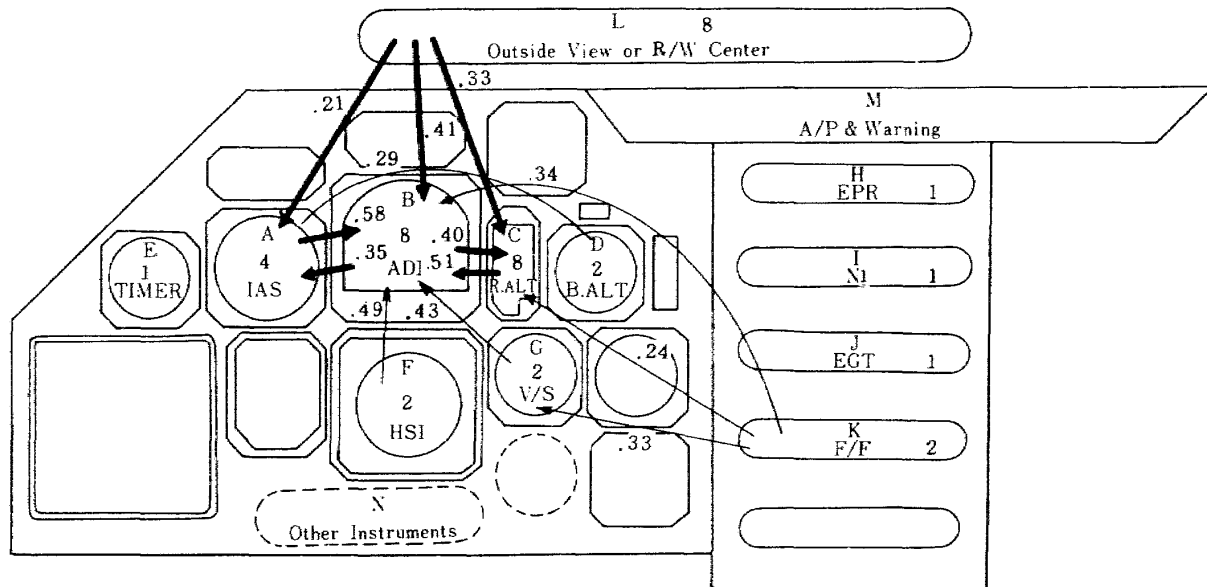 L 8
Outside View or R/W Center
.33
.21
M
A/P & Warning
.41
.29
.34
H
EPR 1
B
.58
8
.40
.35
.51
ADI
A
4
IAS
C
8
R.ALT
D
2
B.ALT
E
1
TIMER
I
N1 1
.49
.43
J
EGT 1
G
2
V/S
.24
F
2
HSI
K
F/F 2
.33
N
Other Instruments